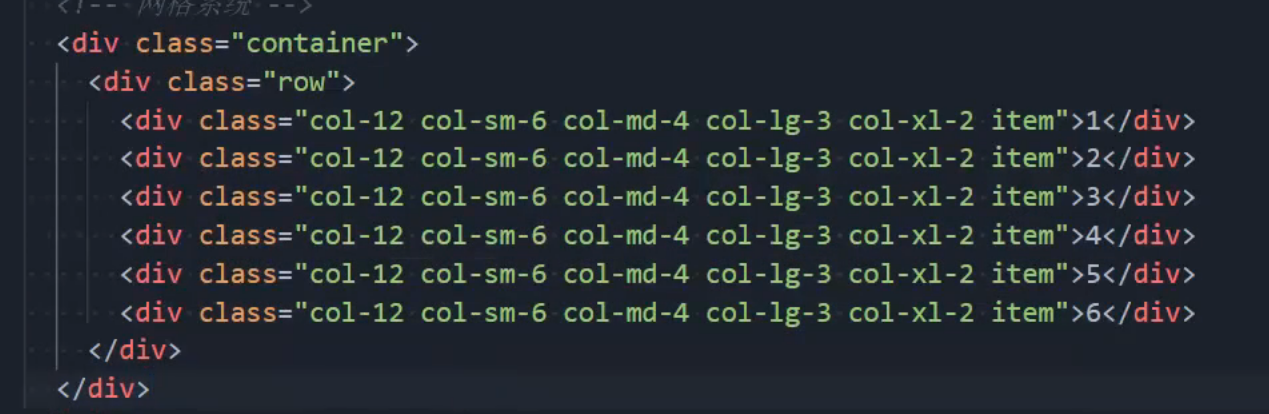 <!-- 网格系统 -->
<div class="container">
<div class="row">
<div class="col-12 col-sm-6 col-md-4 col-lg-3 col-xl-2 item">1</div>
<div class="col-12 col-sm-6 col-md-4 col-lg-3 col-xl-2 item">2</div>
<div class="col-12 col-sm-6 col-md-4 col-lg-3 col-xl-2 item">3</div>
<div class="col-12 col-sm-6 col-md-4 col-lg-3 col-xl-2 item">4</div>
<div class="col-12 col-sm-6 col-md-4 col-lg-3 col-xl-2 item">5</div>
<div class="col-12 col-sm-6 col-md-4 col-lg-3 col-xl-2 item">6</div>
</div>
</div>